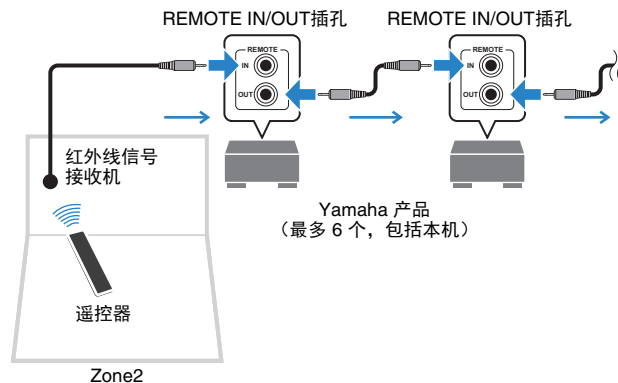 REMOTE IN/OUT插孔
REMOTE IN/OUT插孔
REMOTE
IN
OUT
REMOTE
IN
OUT
红外线信号
接收机
Yamaha 产品
（最多 6 个，包括本机）
遥控器
Zone2